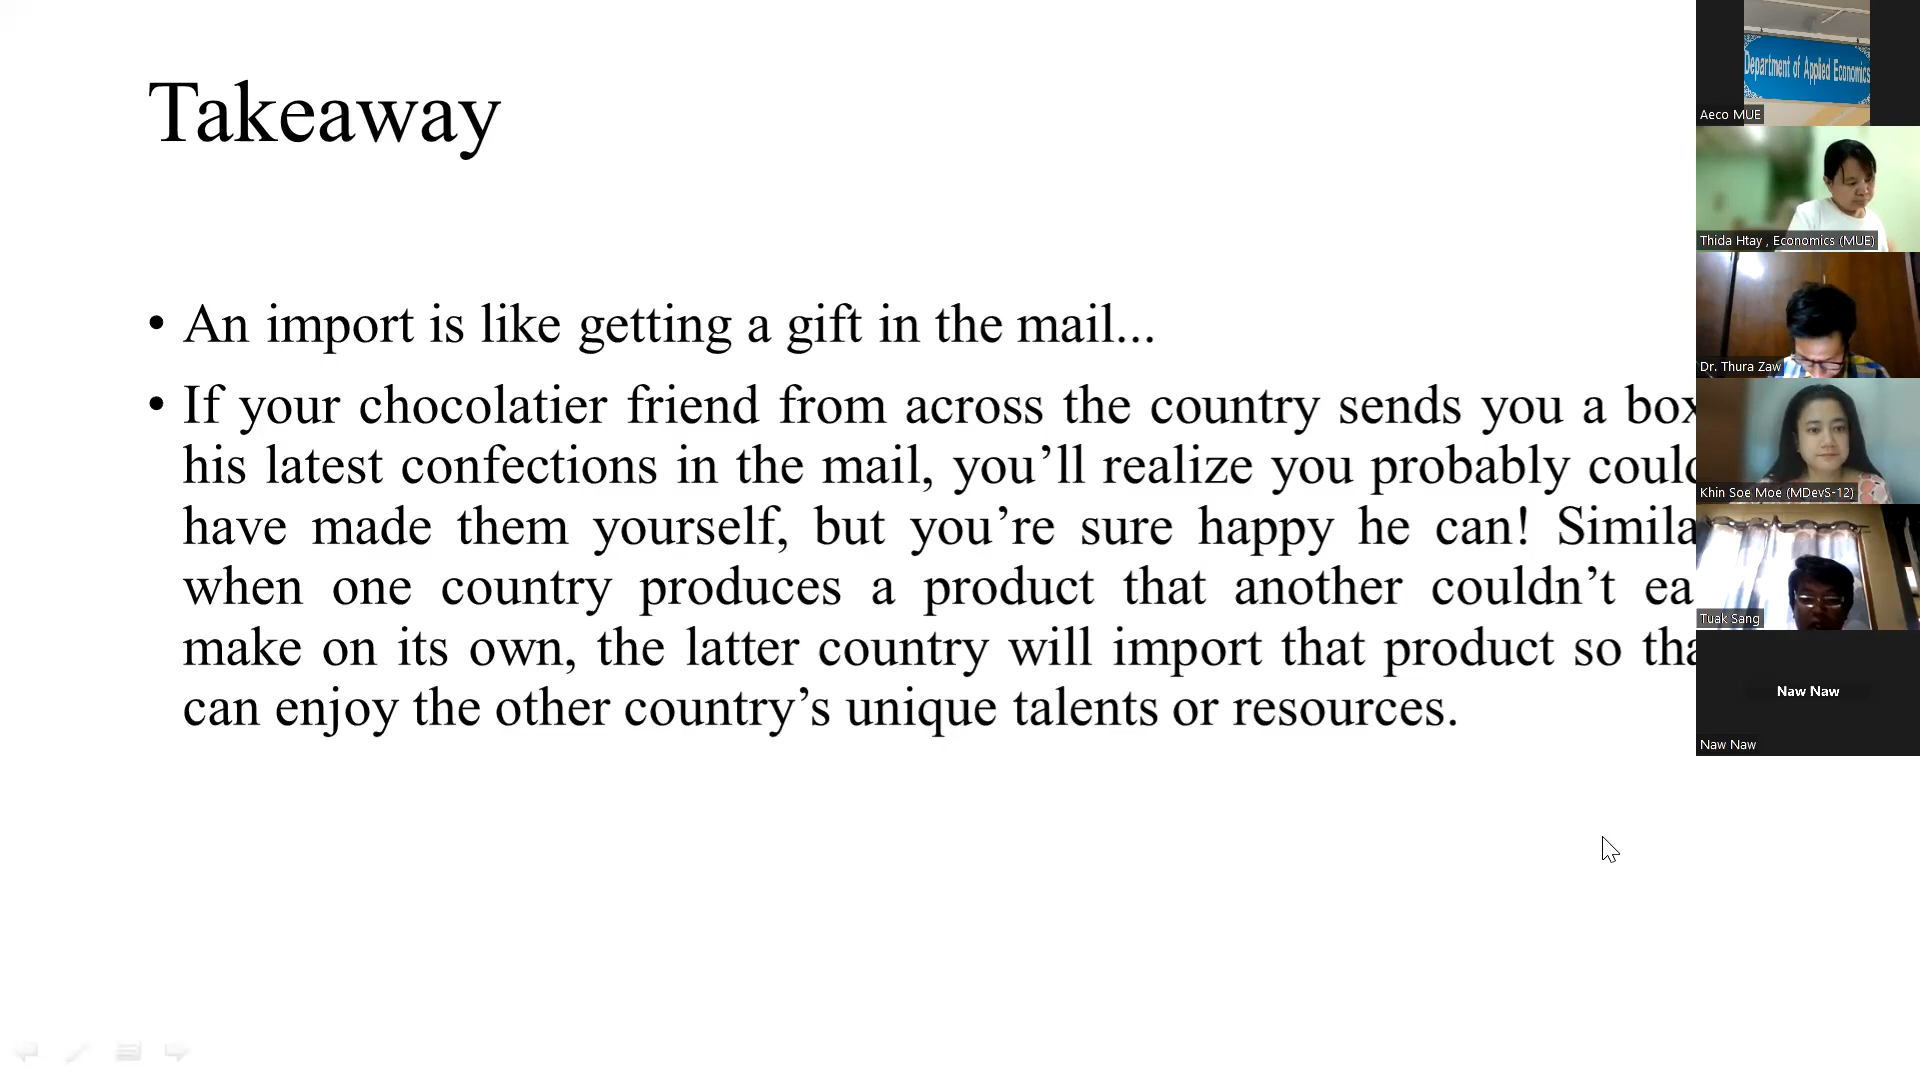 Takeaway
• An import is like getting a gift in the mail...
• If your chocolatier friend from across the country sends you a box
his latest confections in the mail, you’ll realize you probably
have made them yourself, but you’re sure happy he can!
when one country produces a product that another couldn’t
make on its own, the latter country will import that product so
can enjoy the other country’s unique talents or resources.
Department of Applied Economics
Aeco MUE
Thida Htay , Economics (MUE)
Dr. Thura Zaw
Khin Soe Moe (MDevS-12)
Tuak Sang
Naw Naw
Naw Naw